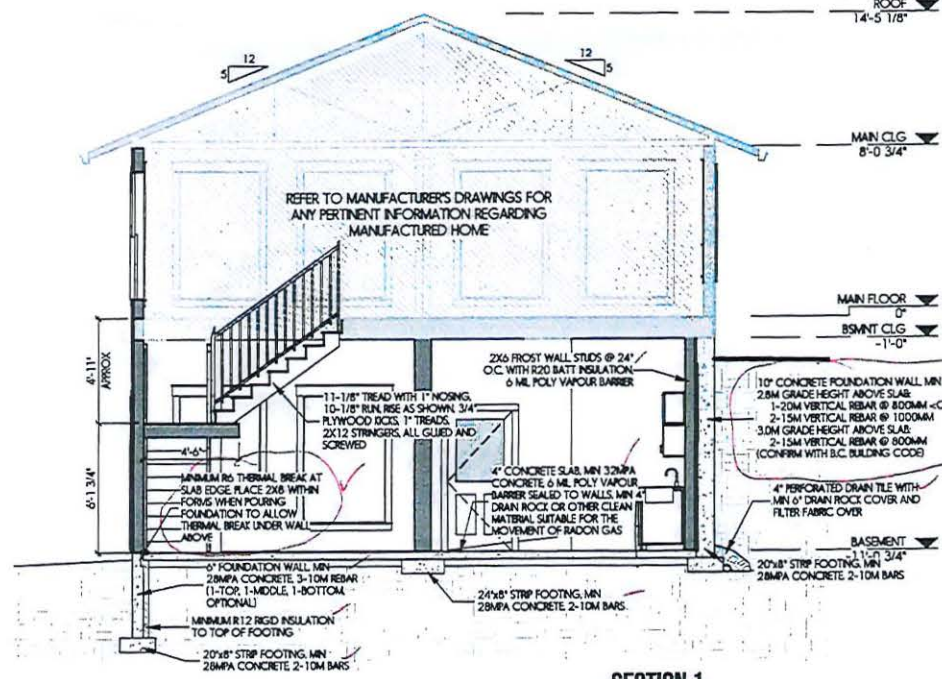 ROOF
14'-5 1/8"
12
5
12
5
MAIN CLG
8'-0 3/4"
REFER TO MANUFACTURER'S DRAWINGS FOR
ANY PERTINENT INFORMATION REGARDING
MANUFACTURED HOME
MAIN FLOOR
0"
BSMNT CLG
-1'-0"
4'-11"
APPROX
6'-1 3/4"
4'-6"
2X6 FROST WALL STUDS @ 24"
O.C. WITH R20 BATT INSULATION,
6 MIL POLY VAPOUR BARRIER
11-1/8" TREAD WITH 1" NOSING,
10-1/8" RUN, RISE AS SHOWN. 3/4"
PLYWOOD KICKS, 1" TREADS,
2X12 STRINGERS, ALL GLUED AND
SCREWED
10" CONCRETE FOUNDATION WALL, MIN
2.8M GRADE HEIGHT ABOVE SLAB:
1-20M VERTICAL REBAR @ 800MM <O
2-15M VERTICAL REBAR @ 1000MM
3.0M GRADE HEIGHT ABOVE SLAB:
2-15M VERTICAL REBAR @ 800MM
(CONFIRM WITH B.C. BUILDING CODE)
MINIMUM R6 THERMAL BREAK AT
SLAB EDGE. PLACE 2X8 WITHIN
FORMS WHEN POURING
FOUNDATION TO ALLOW
THERMAL BREAK UNDER WALL
ABOVE
4" CONCRETE SLAB, MIN 32MPA
CONCRETE, 6 MIL POLY VAPOUR
BARRIER SEALED TO WALLS, MIN 4"
DRAIN ROCK OR OTHER CLEAN
MATERIAL SUITABLE FOR THE
MOVEMENT OF RADON GAS
4" PERFORATED DRAIN TILE WITH
MIN 6" DRAIN ROCK COVER AND
FILTER FABRIC OVER
BASEMENT
-11'-0 3/4"
20"x8" STRIP FOOTING, MIN
28MPA CONCRETE, 2-10M BARS
6" FOUNDATION WALL, MIN
28MPA CONCRETE, 3-10M REBAR
(1-TOP, 1-MIDDLE, 1-BOTTOM,
OPTIONAL)
24"x8" STRIP FOOTING, MIN
28MPA CONCRETE, 2-10M BARS
MINIMUM R12 RIGID INSULATION
TO TOP OF FOOTING
20"x8" STRIP FOOTING, MIN
28MPA CONCRETE, 2-10M BARS
SECTION 1